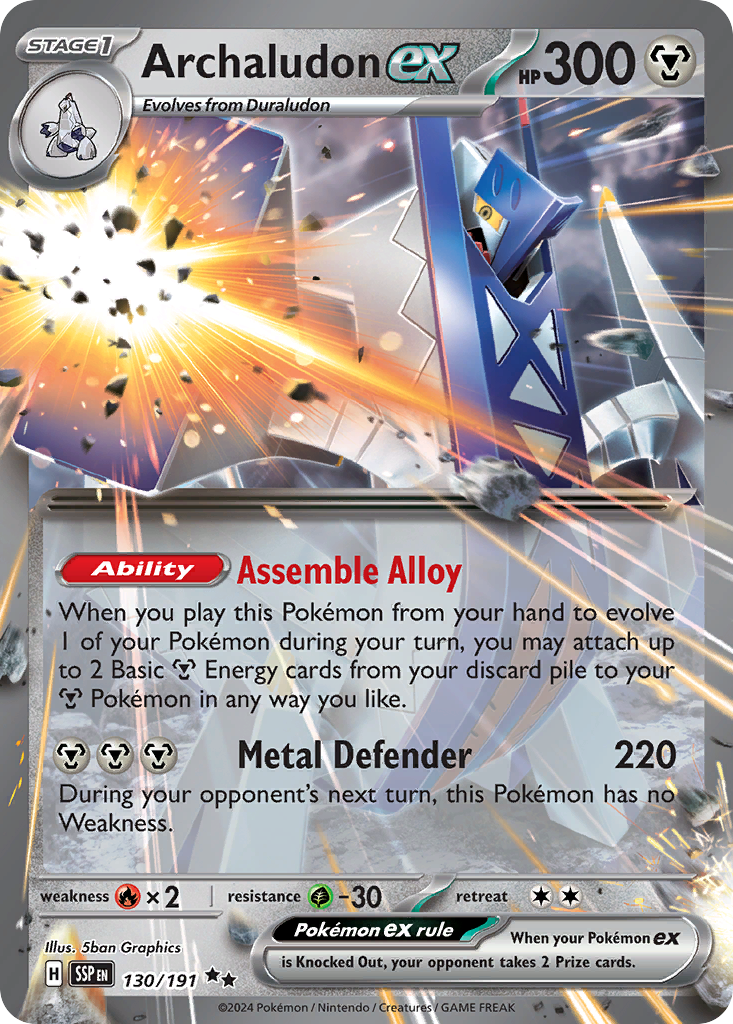 STAGE1
Archaludon ex
HP 300
Evolves from Duraludon
Ability Assemble Alloy
When you play this Pokémon from your hand to evolve
1 of your Pokémon during your turn, you may attach up
to 2 Basic Energy cards from your discard pile to your
Pokémon in any way you like.
Metal Defender 220
During your opponent's next turn, this Pokémon has no
Weakness.
weakness ×2 resistance -30 retreat
Pokémon ex rule When your Pokémon ex
is Knocked Out, your opponent takes 2 Prize cards.
Illus. 5ban Graphics
H SSP EN 130/191 ★★
©2024 Pokémon / Nintendo / Creatures / GAME FREAK